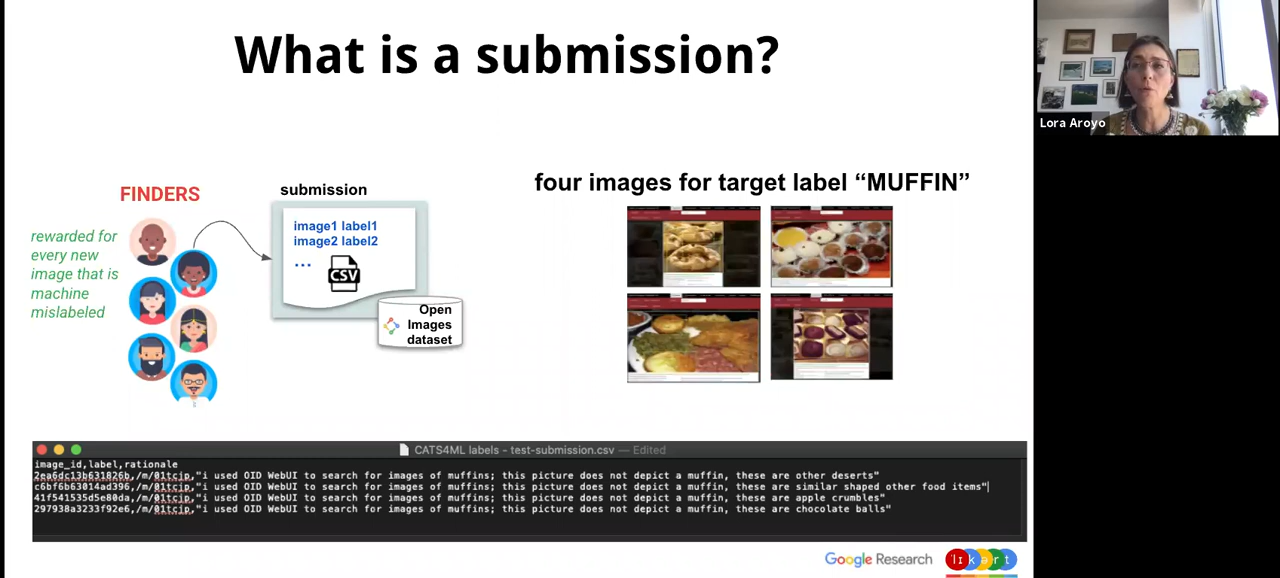 What is a submission?
Lora Aroyo
FINDERS
rewarded for
every new
image that is
machine
mislabeled
submission
image1 label1
image2 label2
...
CSV
Open
Images
dataset
four images for target label “MUFFIN”
CATS4ML labels - test-submission.csv — Edited
image_id,label,rationale
2ea6dc13b631826b,/m/01tcjp,"i used OID WebUI to search for images of muffins; this picture does not depict a muffin, these are other deserts"
c6bf6b63014ad396,/m/01tcjp,"i used OID WebUI to search for images of muffins; this picture does not depict a muffin, these are similar shaped other food items"
41f541535d5e80da,/m/01tcjp,"i used OID WebUI to search for images of muffins; this picture does not depict a muffin, these are apple crumbles"
297938a3233f92e6,/m/01tcjp,"i used OID WebUI to search for images of muffins; this picture does not depict a muffin, these are chocolate balls"
Google Research
likert